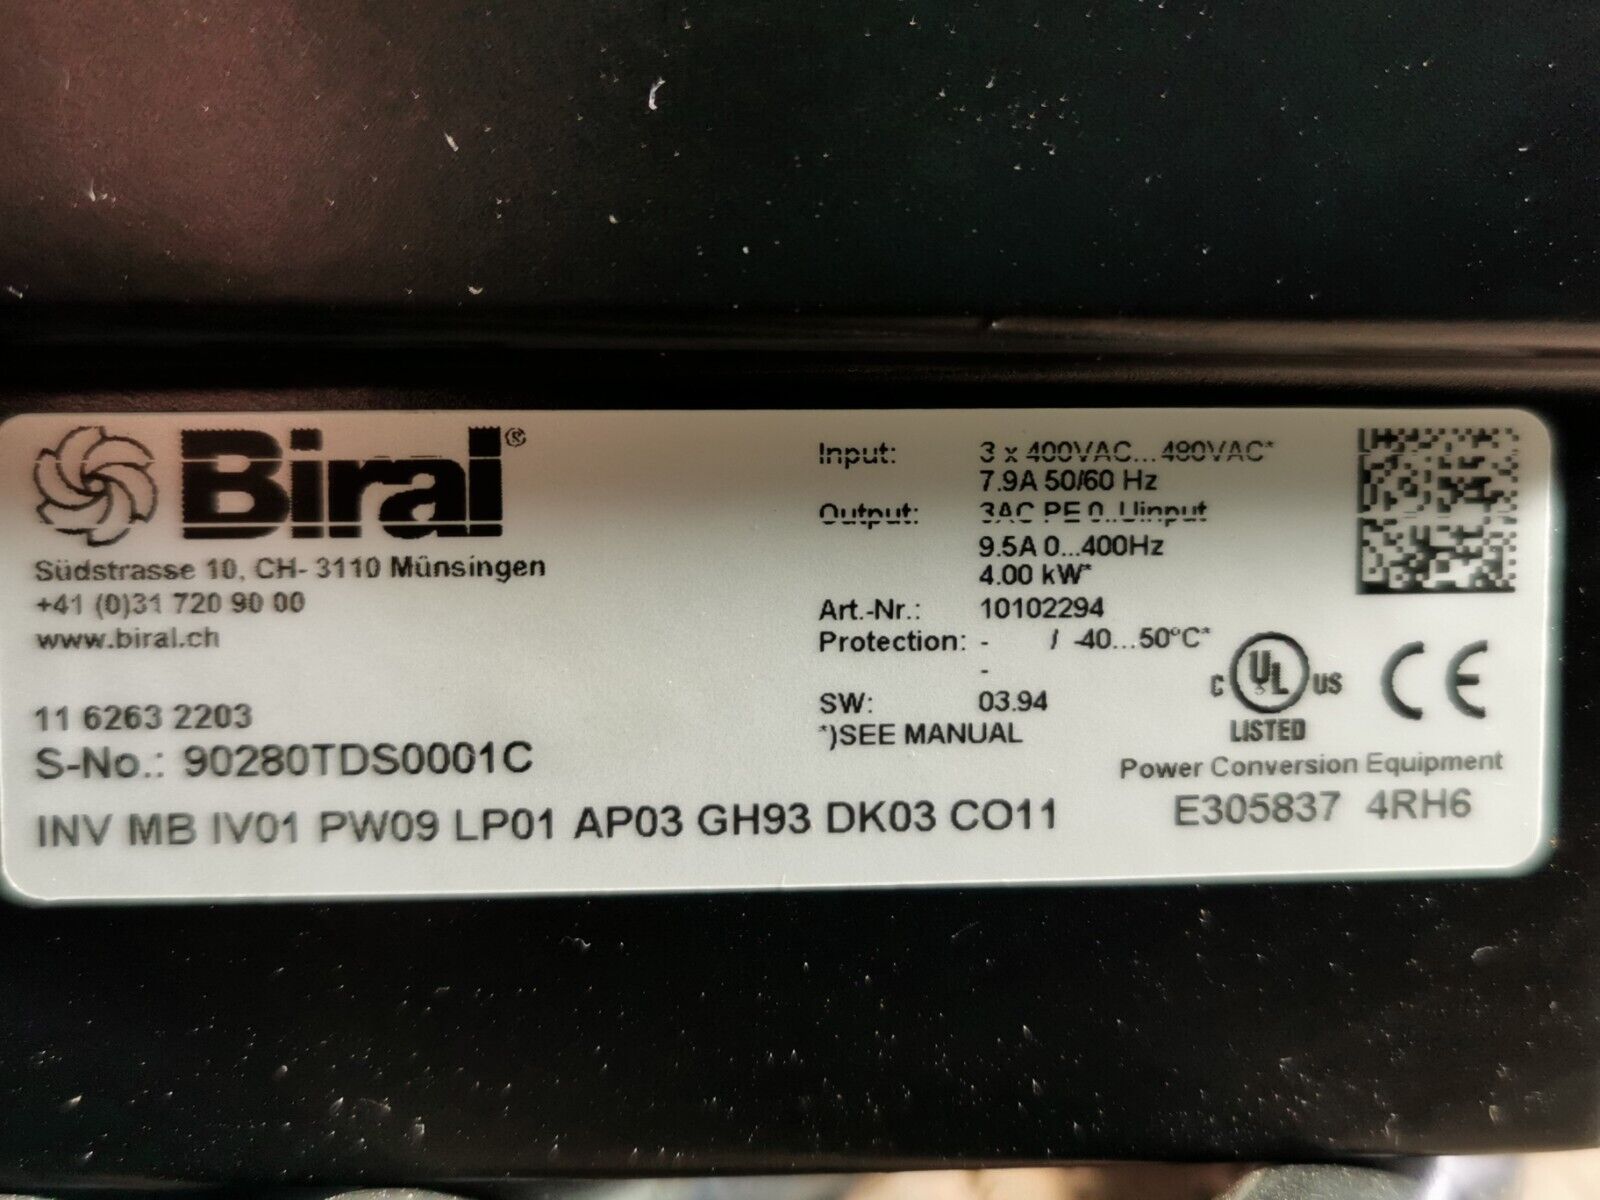 Biral®
Südstrasse 10, CH- 3110 Münsingen
+41 (0)31 720 90 00
www.biral.ch
11 6263 2203
S-No.: 90280TDS0001C
INV MB IV01 PW09 LP01 AP03 GH93 DK03 CO11
Input: 3 x 400VAC...480VAC*
7.9A 50/60 Hz
Output: 3AC PE 0..Uinput
9.5A 0...400Hz
4.00 kW*
Art.-Nr.: 10102294
Protection: - / -40...50°C*
-
SW: 03.94
*)SEE MANUAL
C UL US
LISTED
CE
Power Conversion Equipment
E305837 4RH6